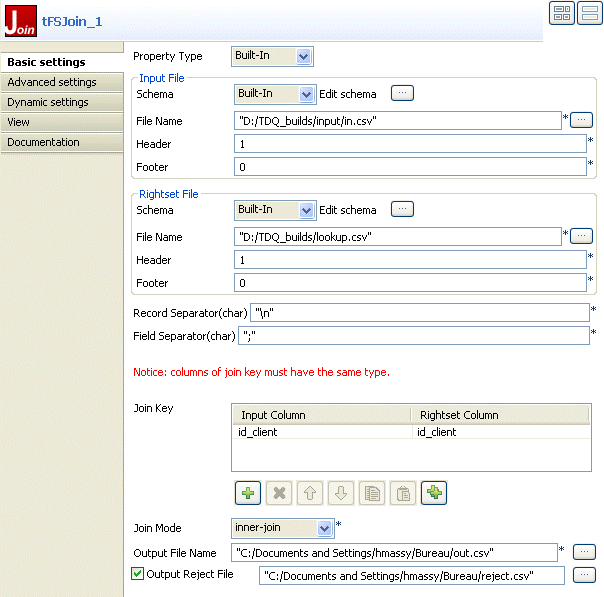 Join
tFSJoin_1
Basic settings
Advanced settings
Dynamic settings
View
Documentation
Property Type Built-In
Input File
Schema Built-In Edit schema ...
File Name "D:/TDQ_builds/input/in.csv" * ...
Header 1 *
Footer 0 *
Rightset File
Schema Built-In Edit schema ...
File Name "D:/TDQ_builds/lookup.csv" * ...
Header 1 *
Footer 0 *
Record Separator(char) "\n" *
Field Separator(char) ";" *
Notice: columns of join key must have the same type.
Join Key
Input Column Rightset Column
id_client id_client
Join Mode inner-join *
Output File Name "C:/Documents and Settings/hmassy/Bureau/out.csv" * ...
Output Reject File "C:/Documents and Settings/hmassy/Bureau/reject.csv" ...